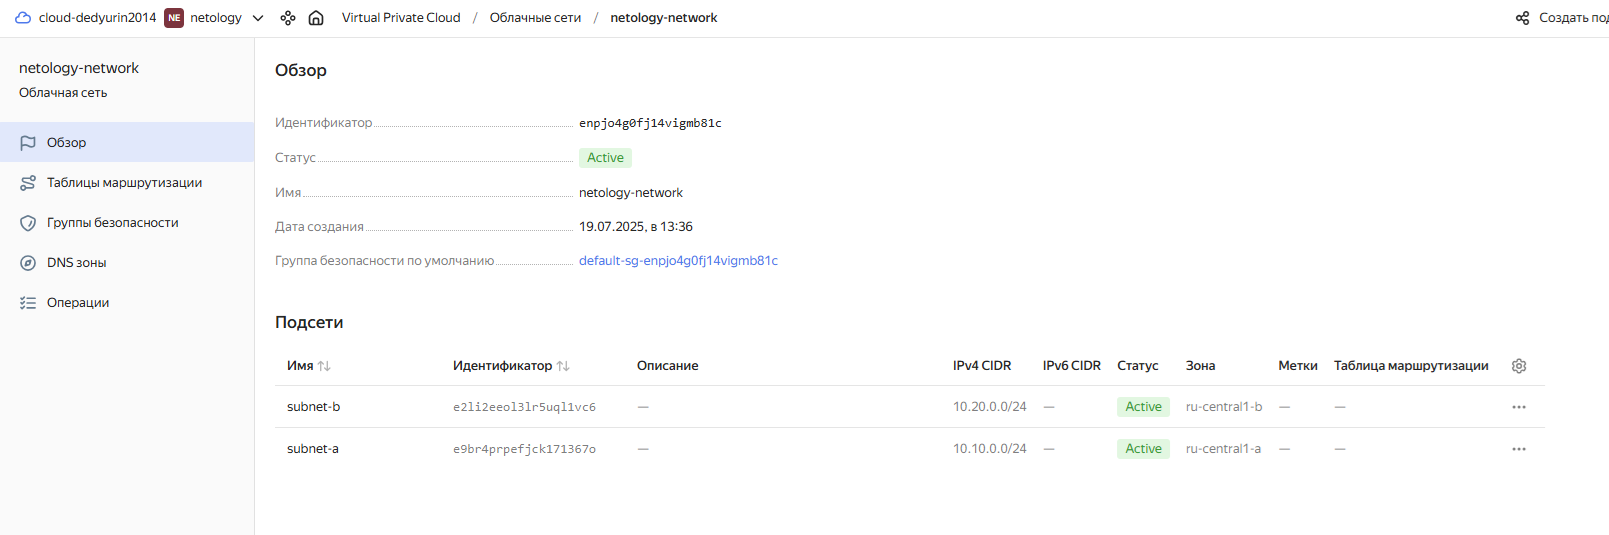 cloud-dedyurin2014 NE netology Virtual Private Cloud / Облачные сети / netology-network Создать под
netology-network
Облачная сеть
Обзор
Таблицы маршрутизации
Группы безопасности
DNS зоны
Операции
Обзор
Идентификатор enpjo4g0fj14vigmb81c
Статус Active
Имя netology-network
Дата создания 19.07.2025, в 13:36
Группа безопасности по умолчанию default-sg-enpjo4g0fj14vigmb81c
Подсети
Имя Идентификатор Описание IPv4 CIDR IPv6 CIDR Статус Зона Метки Таблица маршрутизации
subnet-b e2li2eeol3lr5uql1vc6 — 10.20.0.0/24 — Active ru-central1-b — —
subnet-a e9br4prpefjck171367o — 10.10.0.0/24 — Active ru-central1-a — —